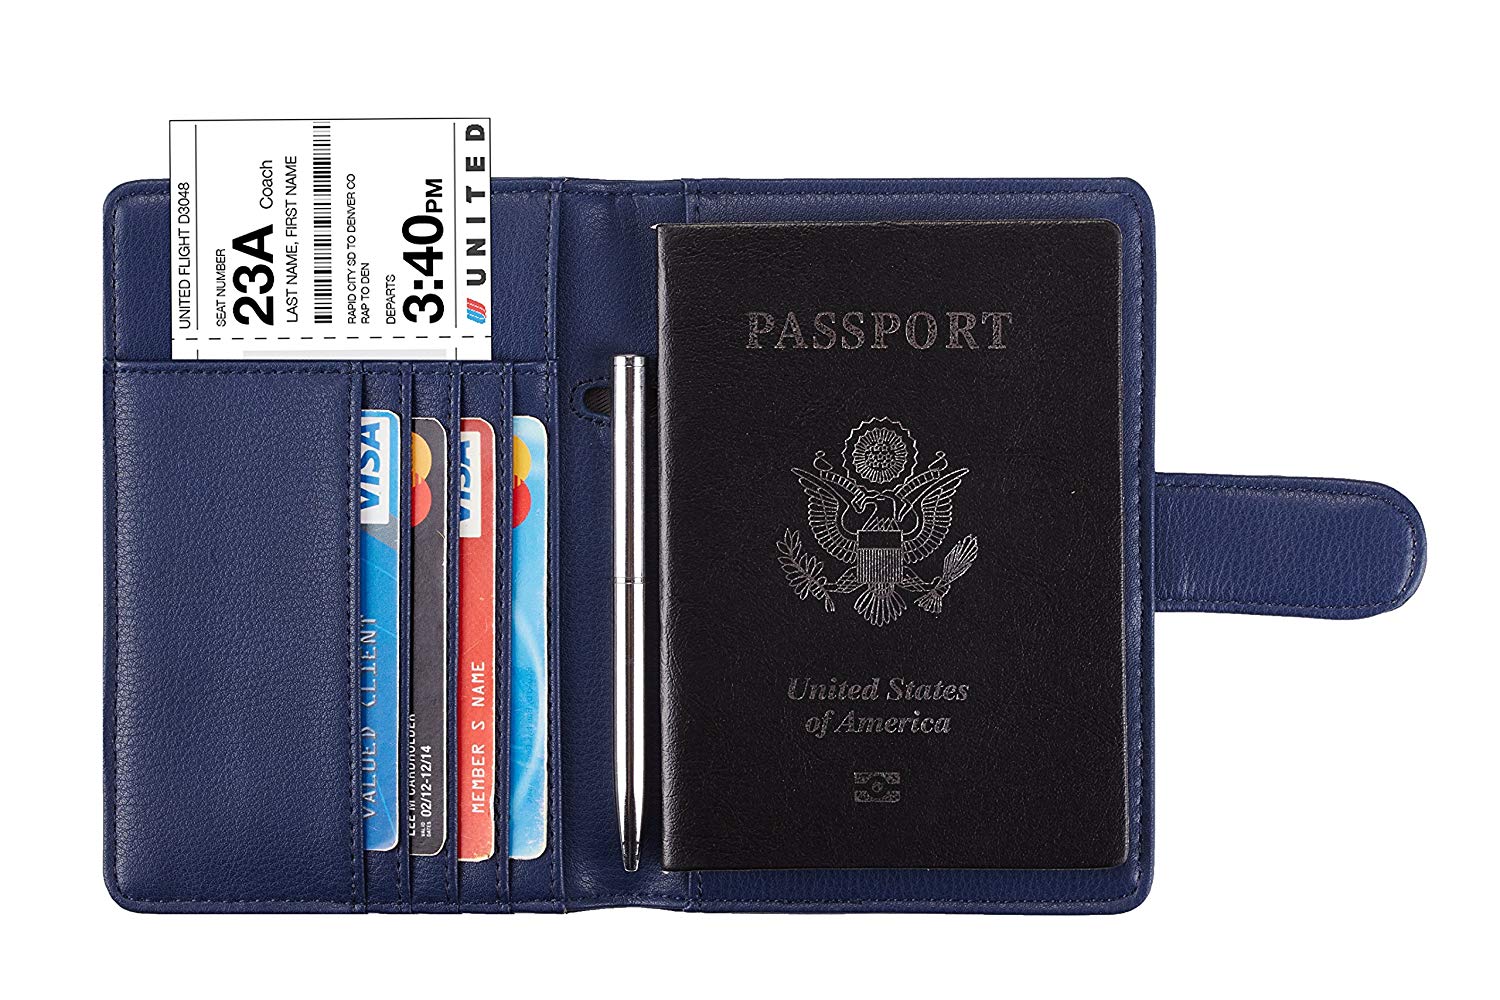 UNITED FLIGHT D3048
SEAT NUMBER
23A Coach
LAST NAME, FIRST NAME
RAPID CITY SD TO DENVER CO
RAP TO DEN
DEPARTS
3:40PM
UNITED
VISA
VALUED CLIENT
LEE M CARDHOLDER
VALID
DATES
02/12-12/14
VISA
MEMBER S NAME
PASSPORT
United States
of America